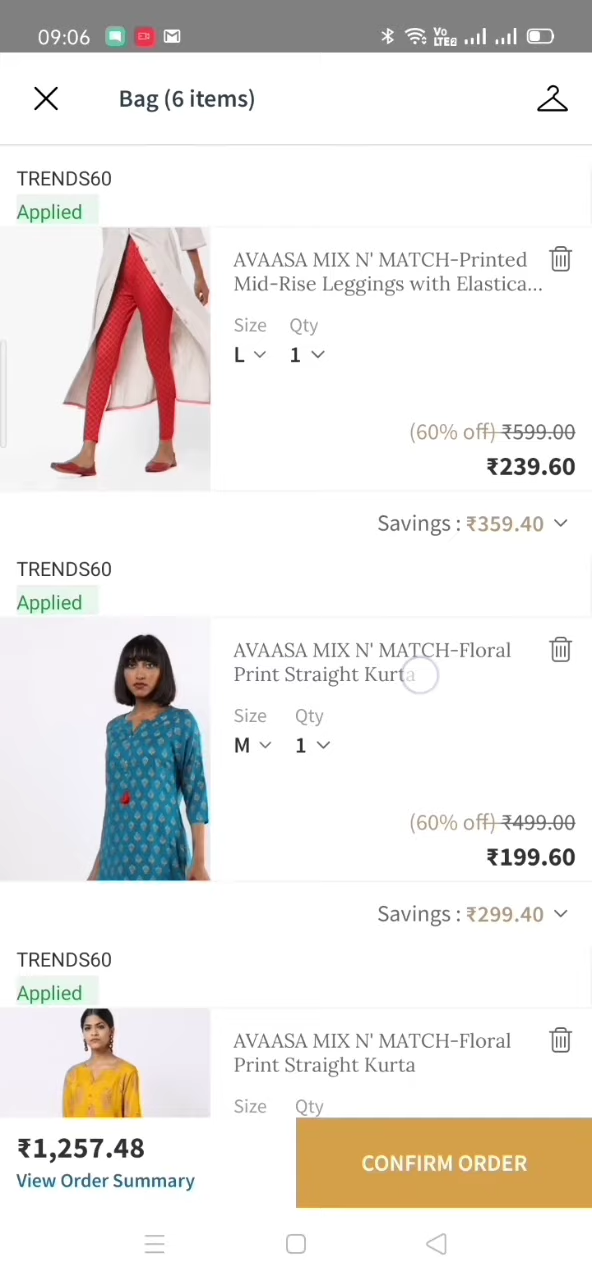 09:06
Vo
LTE2
Bag (6 items)
TRENDS60
Applied
AVAASA MIX N' MATCH-Printed
Mid-Rise Leggings with Elastica...
Size Qty
L 1
(60% off) ₹599.00
₹239.60
Savings : ₹359.40
TRENDS60
Applied
AVAASA MIX N' MATCH-Floral
Print Straight Kurta
Size Qty
M 1
(60% off) ₹499.00
₹199.60
Savings : ₹299.40
TRENDS60
Applied
AVAASA MIX N' MATCH-Floral
Print Straight Kurta
Size Qty
₹1,257.48
View Order Summary
CONFIRM ORDER